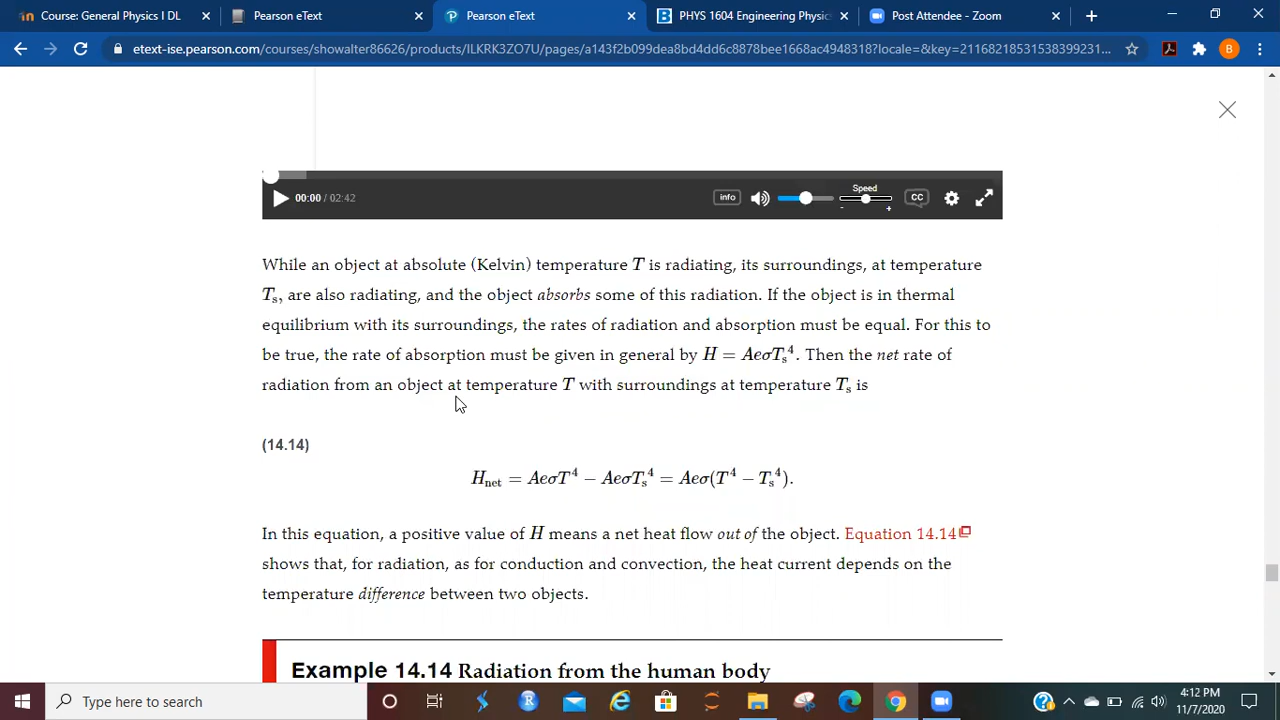 Course: General Physics I DL
Pearson eText
Pearson eText
PHYS 1604 Engineering Physics
Post Attendee - Zoom
etext-ise.pearson.com/courses/showalter86626/products/ILKRK3ZO7U/pages/a143f2b099dea8bd4dd6c8878bee1668ac4948318?locale=&key=21168218531538399231...
B
00:00 / 02:42
info
Speed
- +
CC
While an object at absolute (Kelvin) temperature T is radiating, its surroundings, at temperature
Tₛ, are also radiating, and the object absorbs some of this radiation. If the object is in thermal
equilibrium with its surroundings, the rates of radiation and absorption must be equal. For this to
be true, the rate of absorption must be given in general by H = AeσTₛ⁴. Then the net rate of
radiation from an object at temperature T with surroundings at temperature Tₛ is
(14.14)
Hnet = AeσT⁴ − AeσTₛ⁴ = Aeσ(T⁴ − Tₛ⁴).
In this equation, a positive value of H means a net heat flow out of the object. Equation 14.14
shows that, for radiation, as for conduction and convection, the heat current depends on the
temperature difference between two objects.
Example 14.14 Radiation from the human body
Type here to search
4:12 PM
11/7/2020